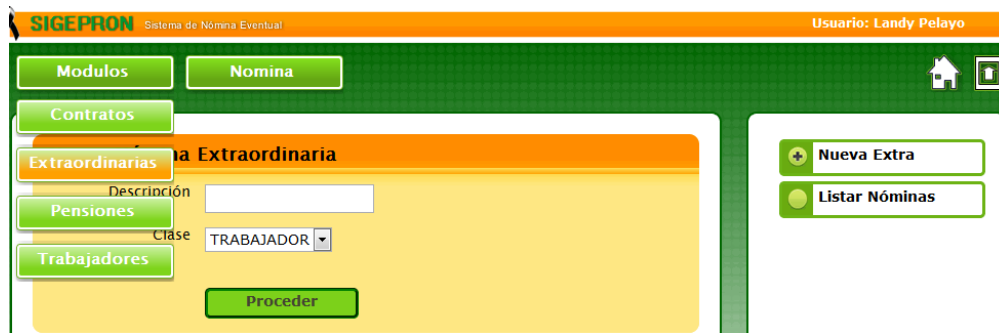 SIGEPRON Sistema de Nómina Eventual Usuario: Landy Pelayo
Modulos Nomina
Contratos
Extraordinarias
Extraordinaria
Nueva Extra
Descripción
Listar Nóminas
Pensiones
Clase TRABAJADOR
Trabajadores
Proceder